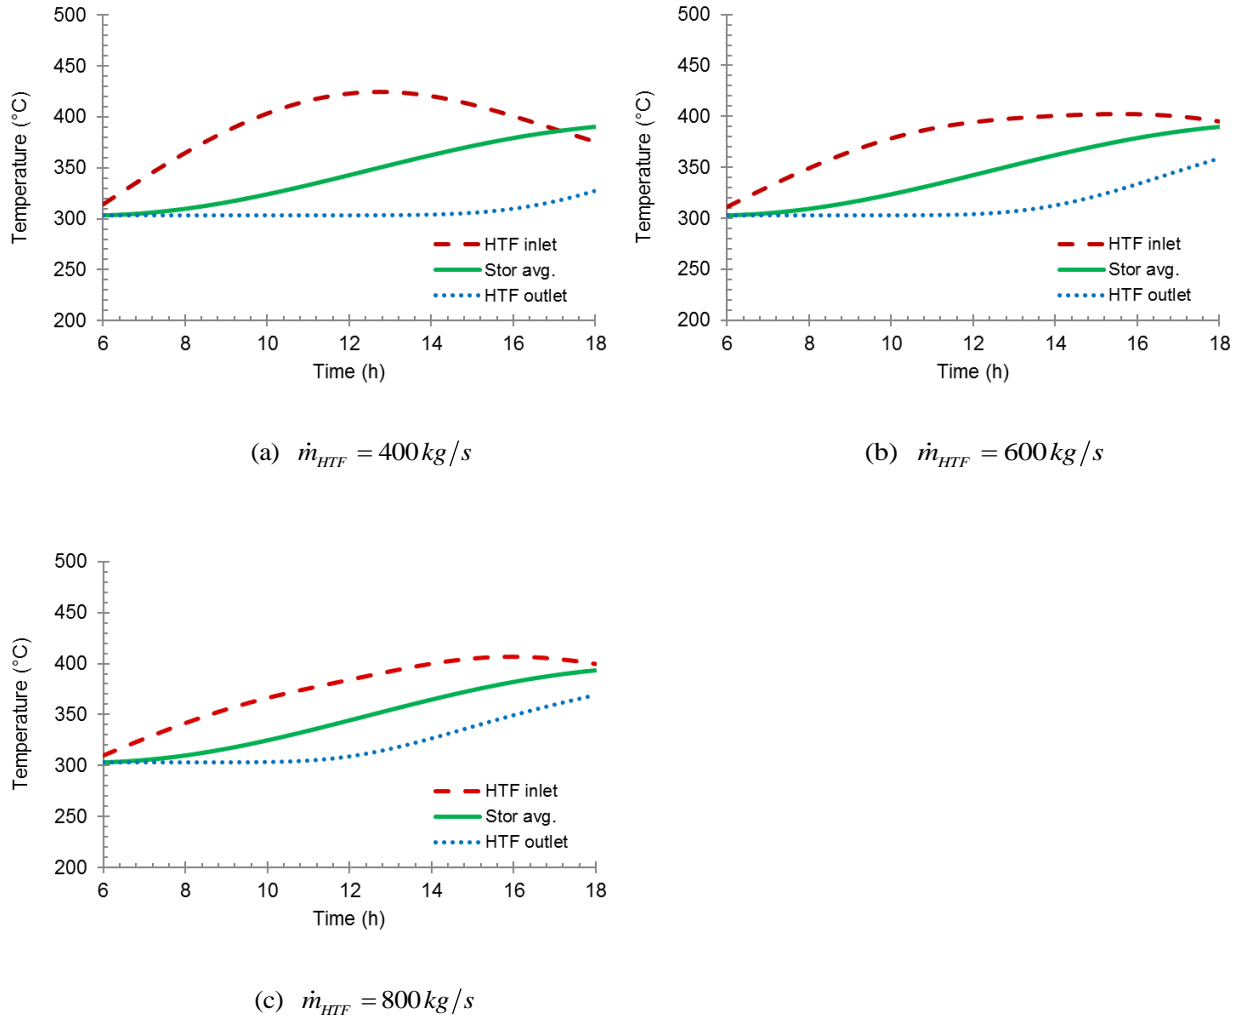 Temperature (°C)
500
450
400
350
300
250
200
HTF inlet
Stor avg.
HTF outlet
6 8 10 12 14 16 18
Time (h)
(a) ṁ_HTF = 400 kg/s
Temperature (°C)
500
450
400
350
300
250
200
HTF inlet
Stor avg.
HTF outlet
6 8 10 12 14 16 18
Time (h)
(b) ṁ_HTF = 600 kg/s
Temperature (°C)
500
450
400
350
300
250
200
HTF inlet
Stor avg.
HTF outlet
6 8 10 12 14 16 18
Time (h)
(c) ṁ_HTF = 800 kg/s